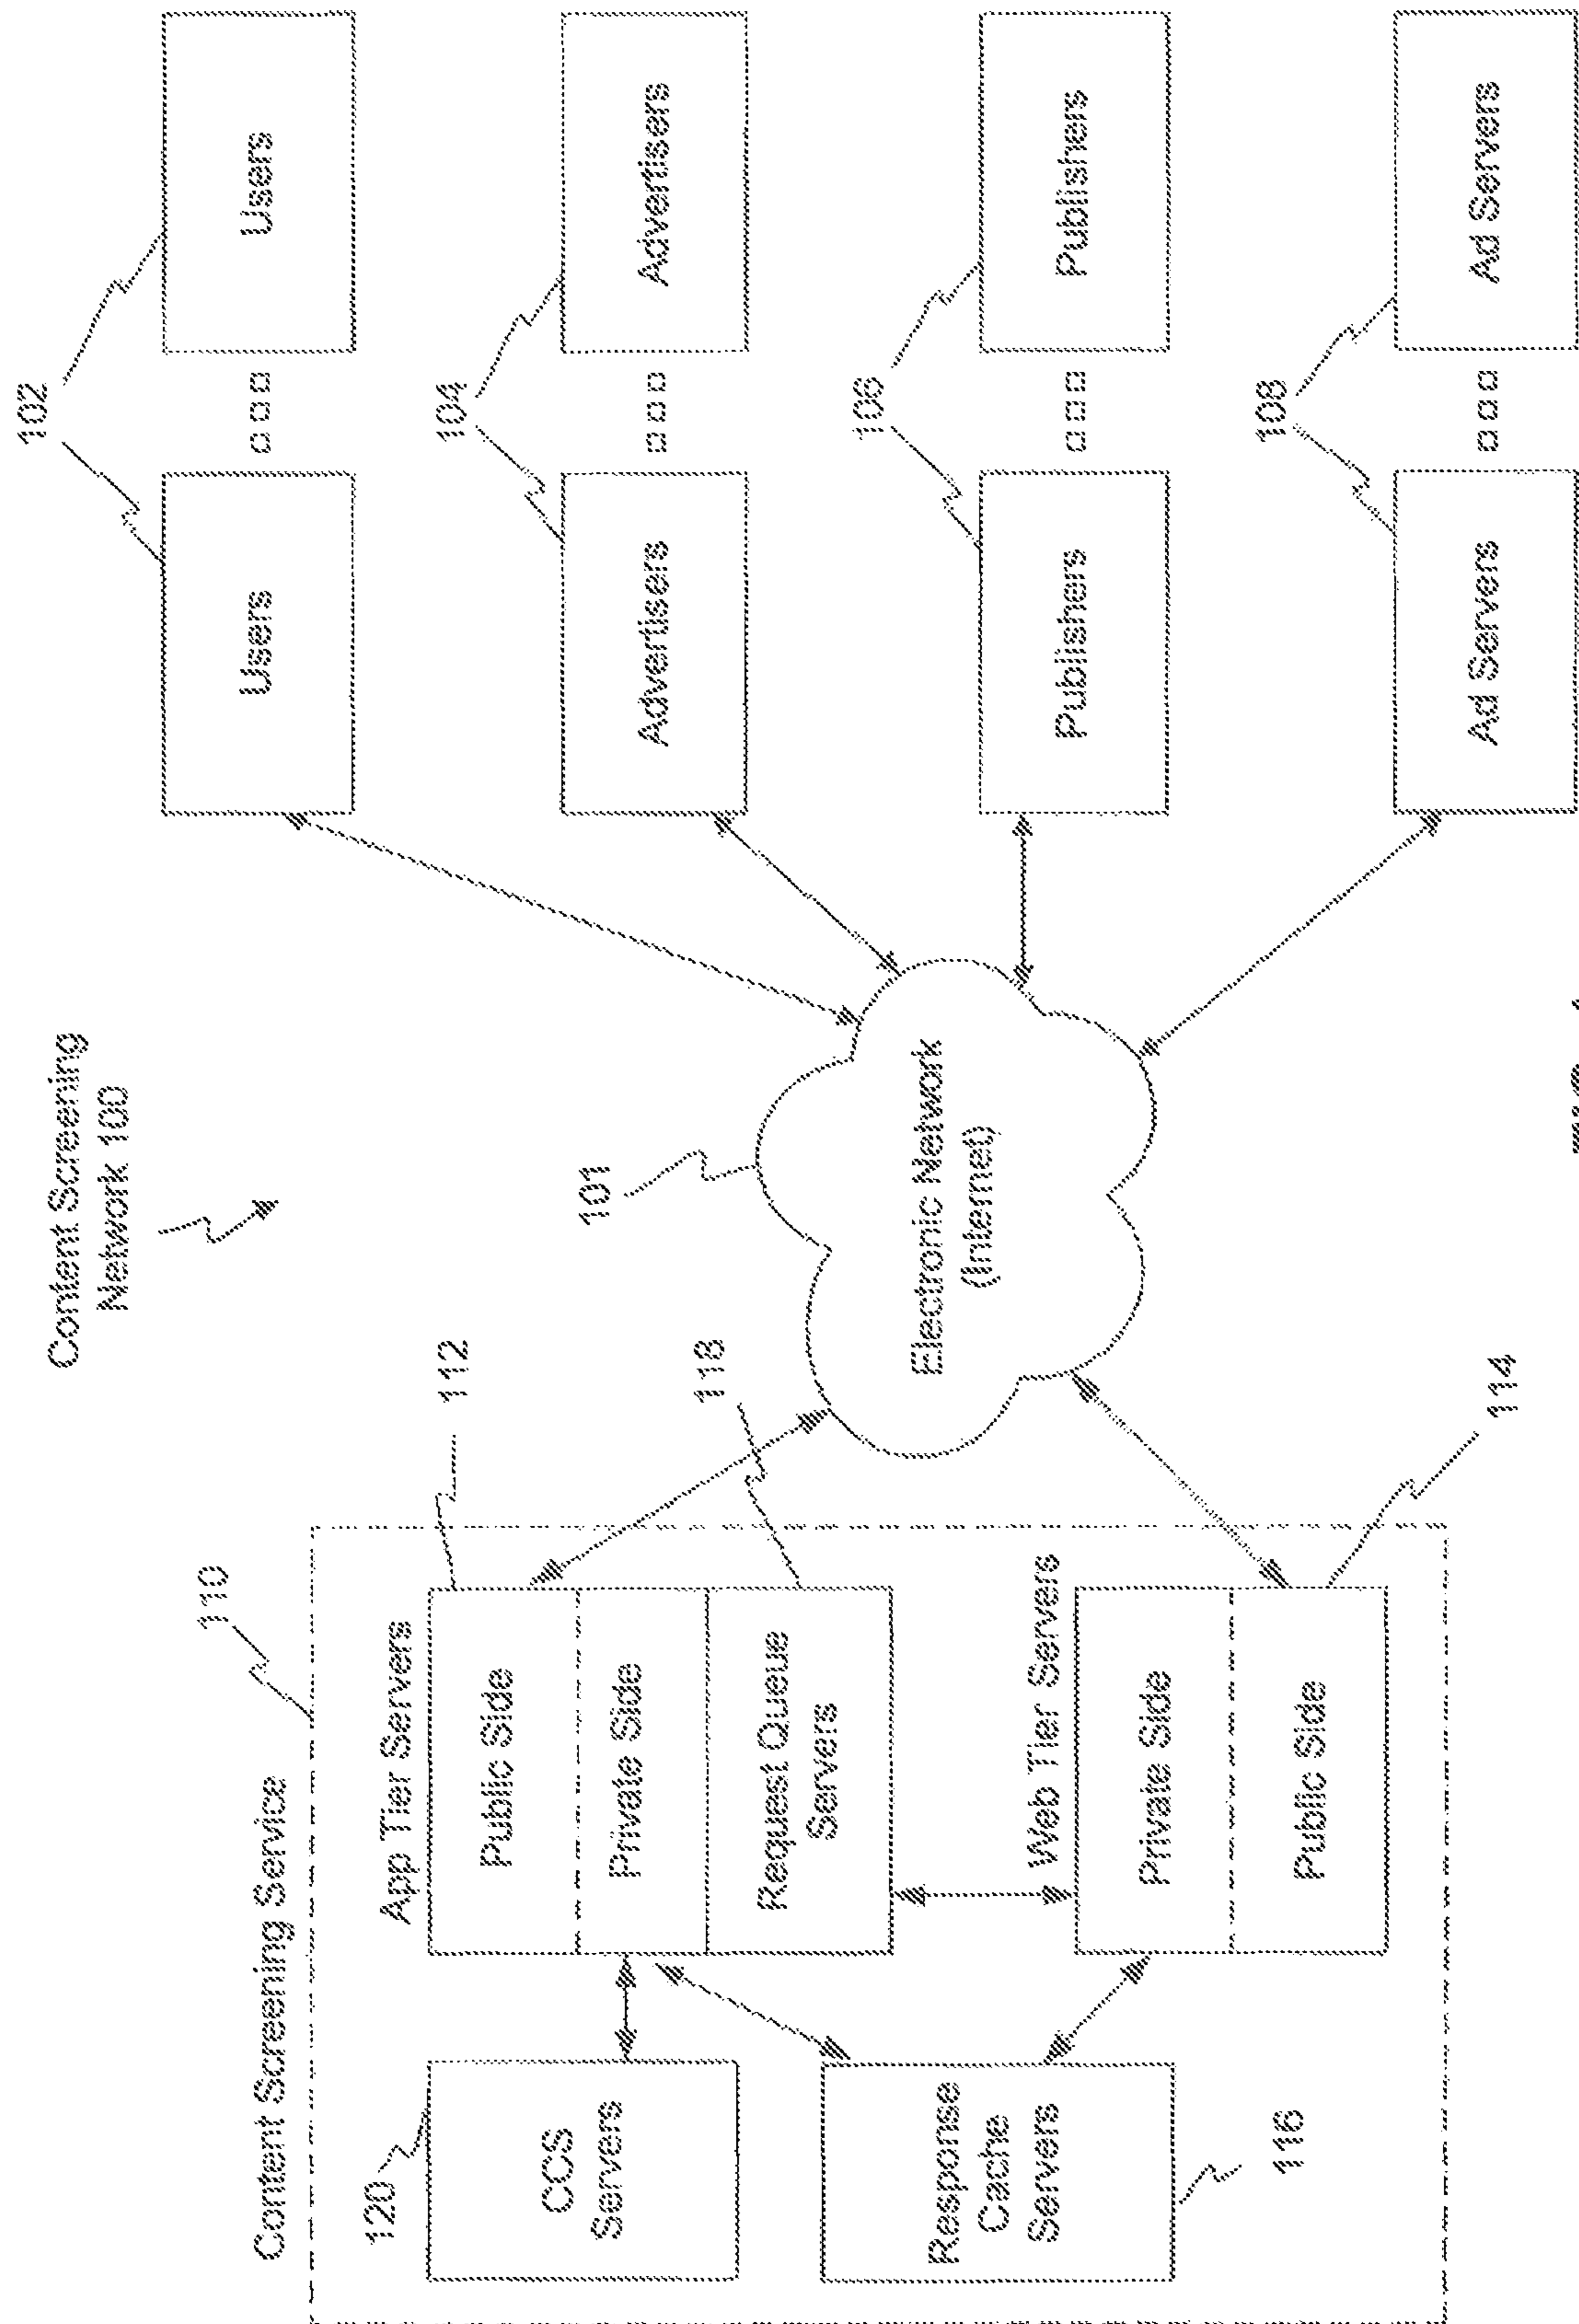 Content Screening
Network 100
Content Screening Service
110
App Tier Servers
112
Public Side
Private Side
Request Queue
Servers
118
120
CCS
Servers
Response
Cache
Servers
116
Web Tier Servers
Private Side
Public Side
114
101
Electronic Network
(Internet)
102
Users
Users
104
Advertisers
Advertisers
106
Publishers
Publishers
108
Ad Servers
Ad Servers